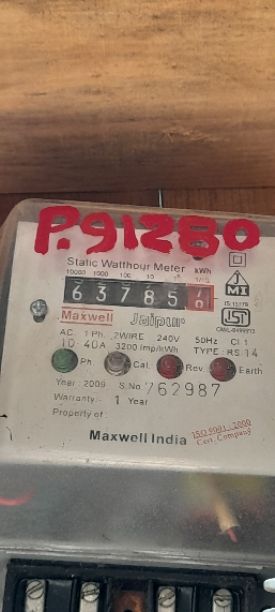 P.91280
Static Watthour Meter kWh
10000 1000 100 10 1/10
6 3 7 8 5
Maxwell Jaipur
AC. 1 Ph. 2WIRE 240V 50Hz Cl 1
10-40A 3200 imp/kWh TYPE: RS 14
Ph Cal. Rev. Earth
Year: 2009 S.No 762987
Warranty:- 1 Year
Property of:
Maxwell India
ISO 9001:2000
Cert. Company
MI
ISI